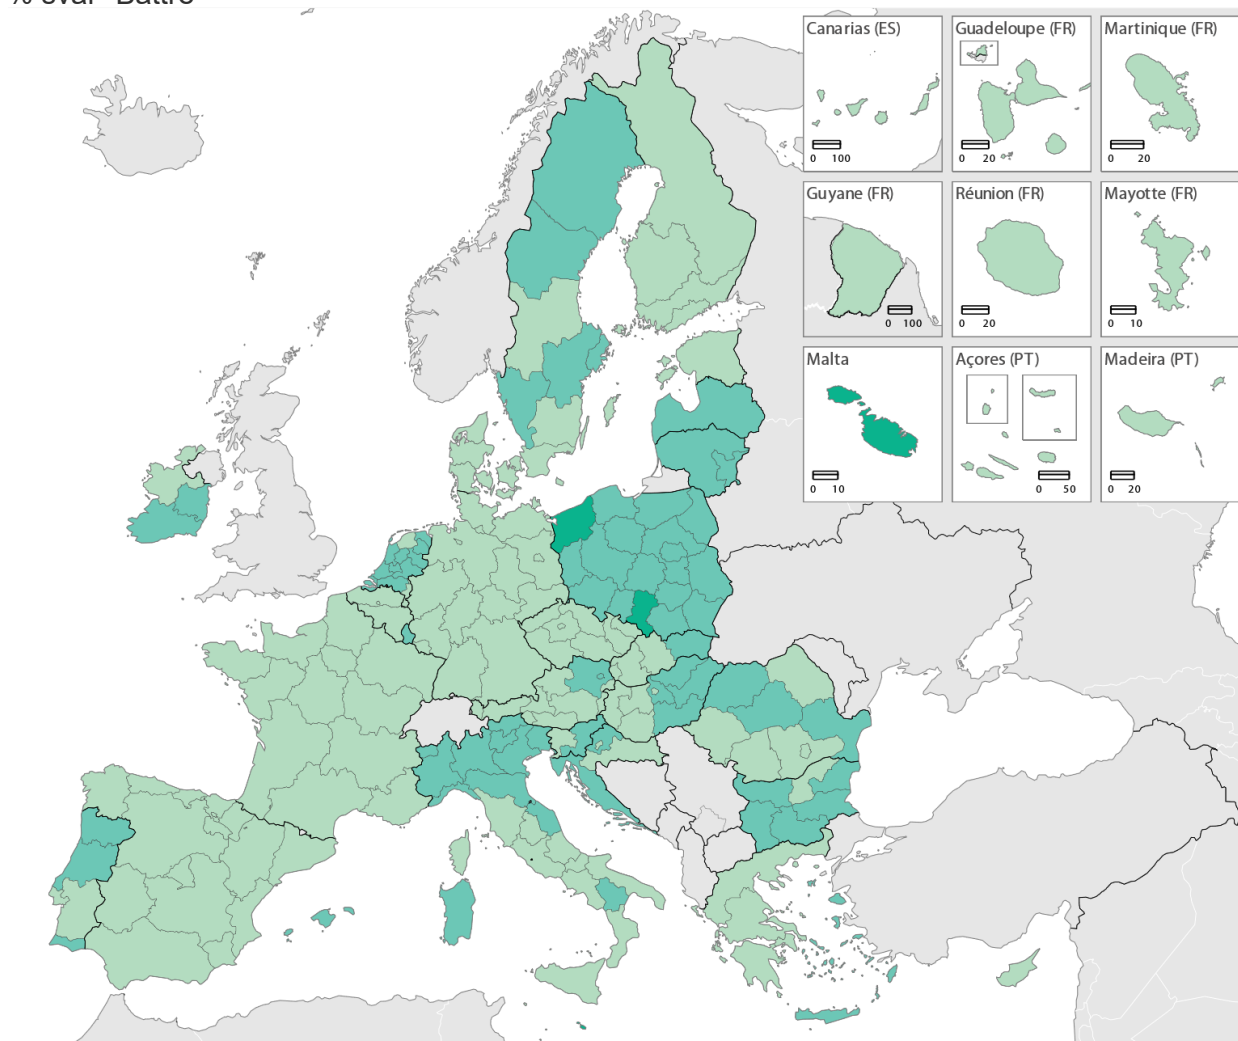 Canarias (ES)
0 100
Guadeloupe (FR)
0 20
Martinique (FR)
0 20
Guyane (FR)
0 100
Réunion (FR)
0 20
Mayotte (FR)
0 10
Malta
0 10
Açores (PT)
0 50
Madeira (PT)
0 20